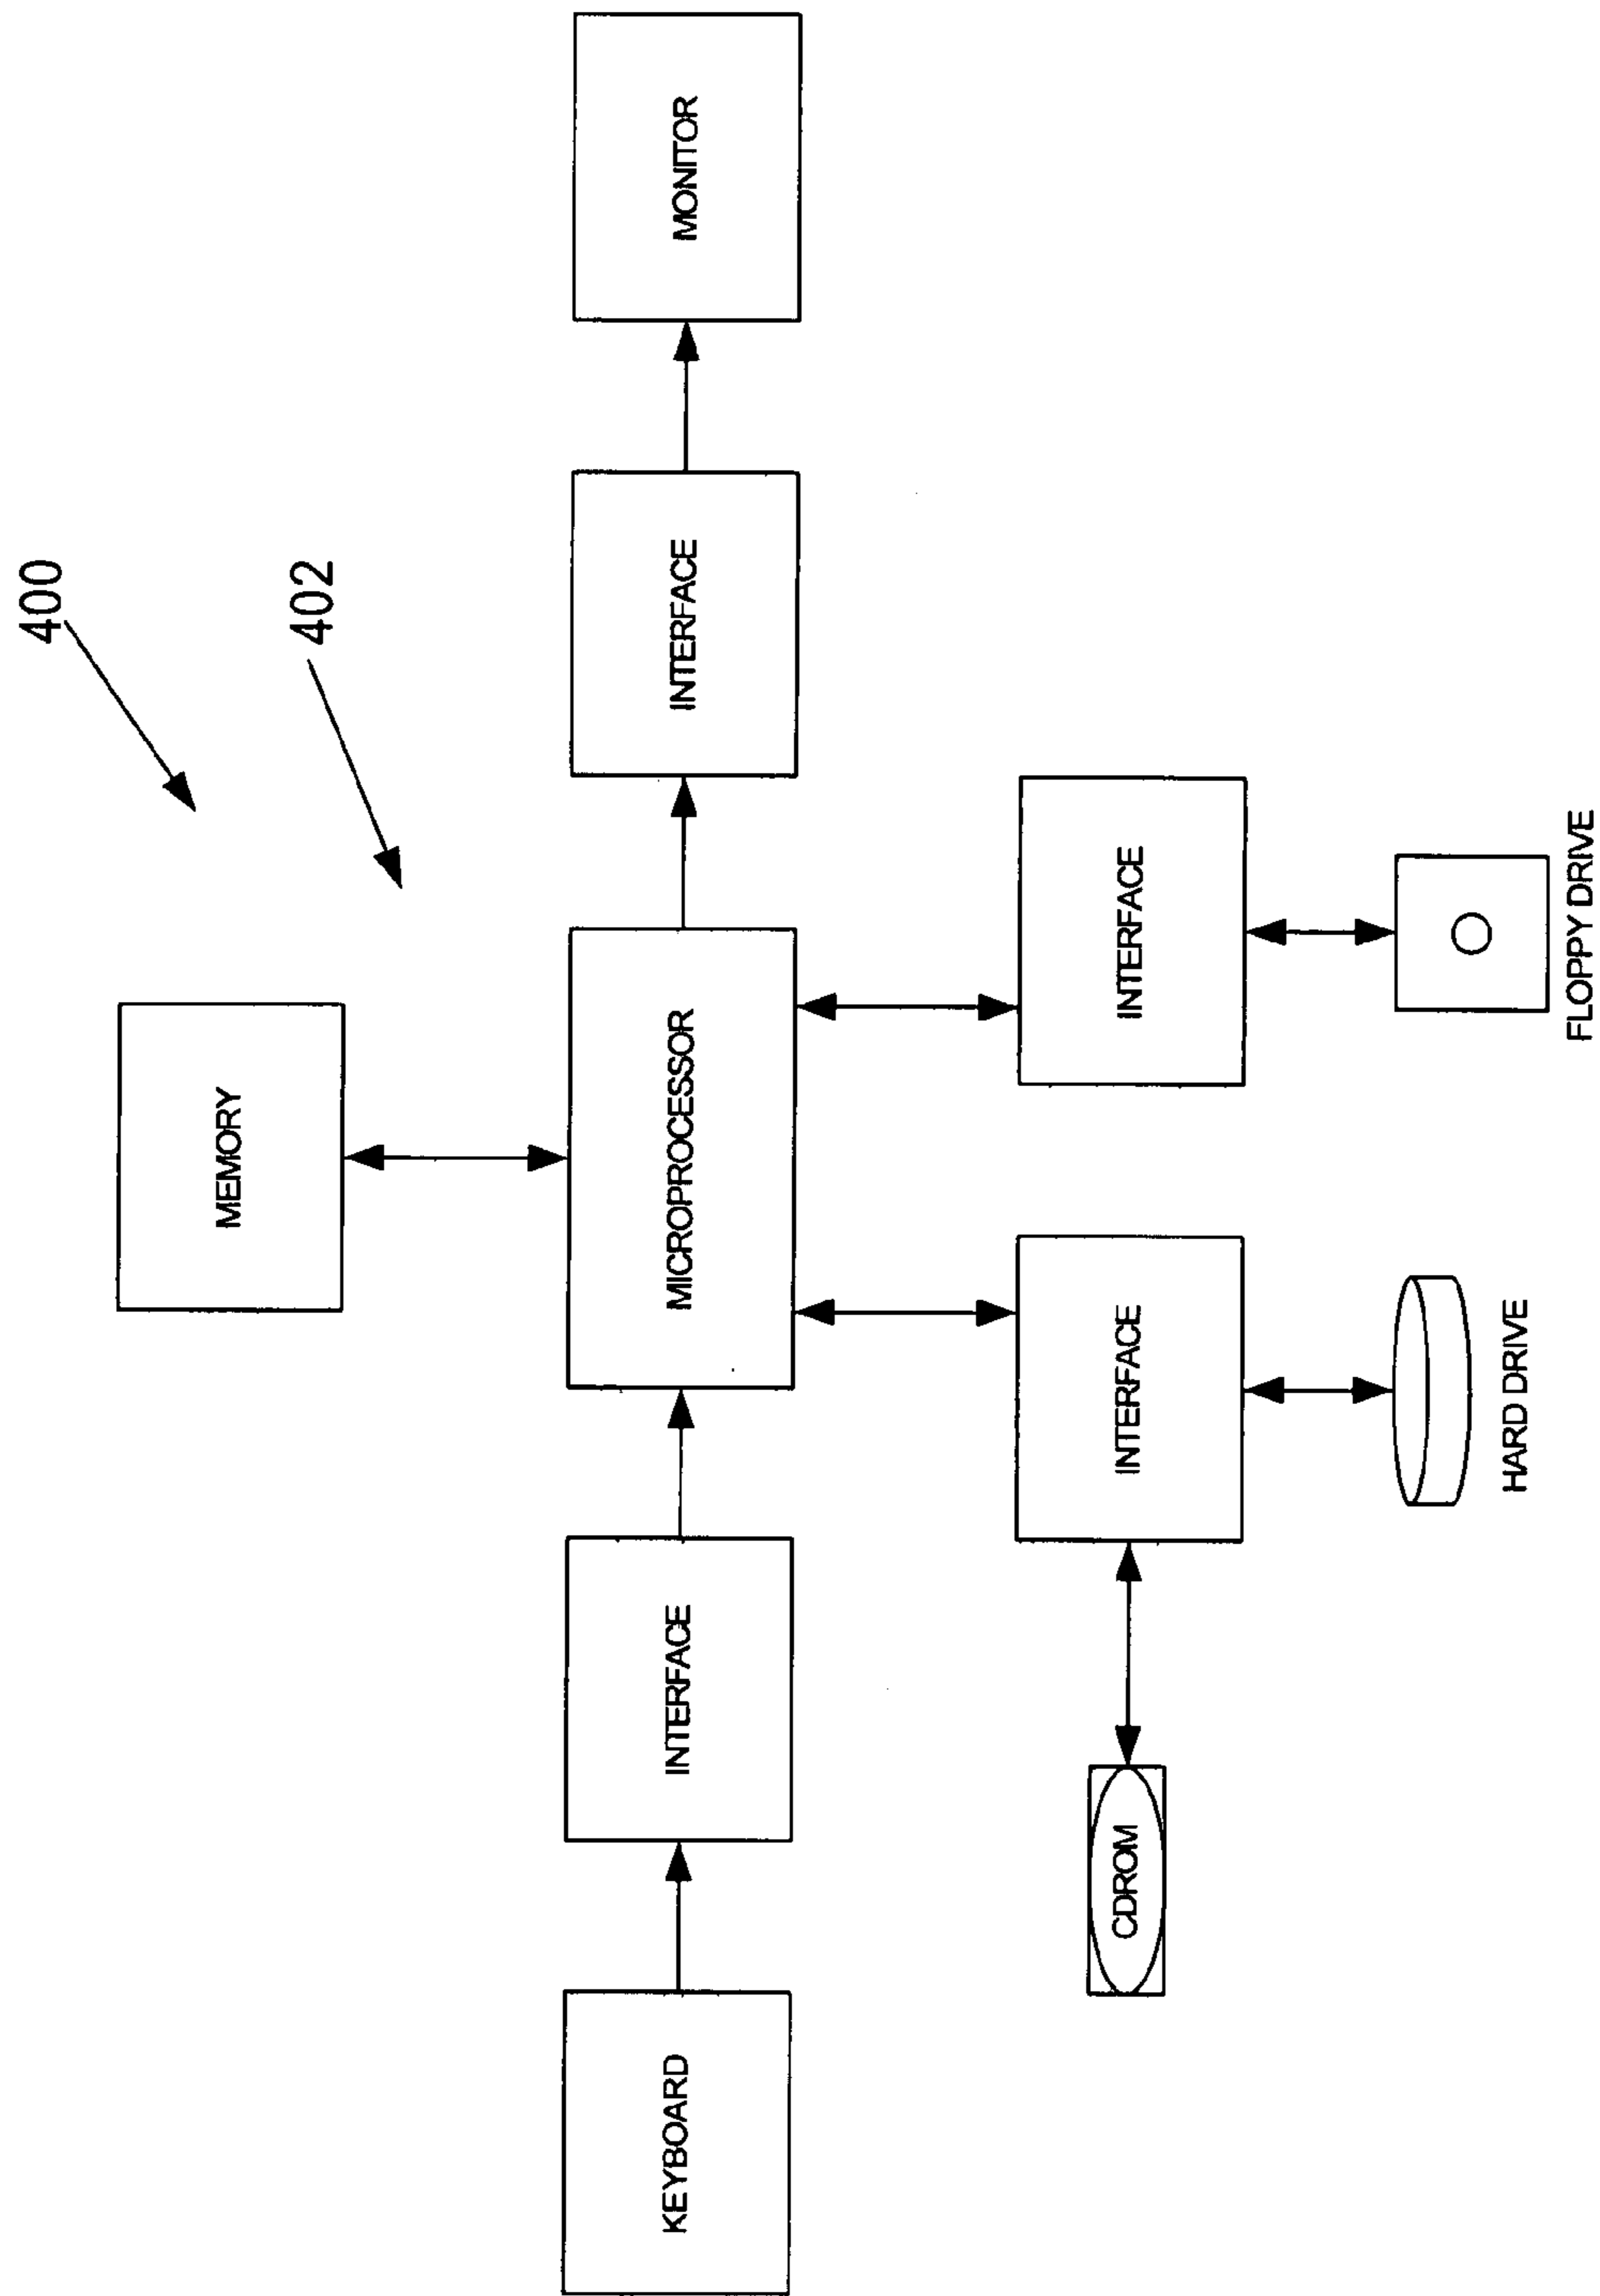 400
402
MEMORY
KEYBOARD
INTERFACE
MICROPROCESSOR
INTERFACE
MONITOR
CDROM
INTERFACE
INTERFACE
HARD DRIVE
FLOPPY DRIVE